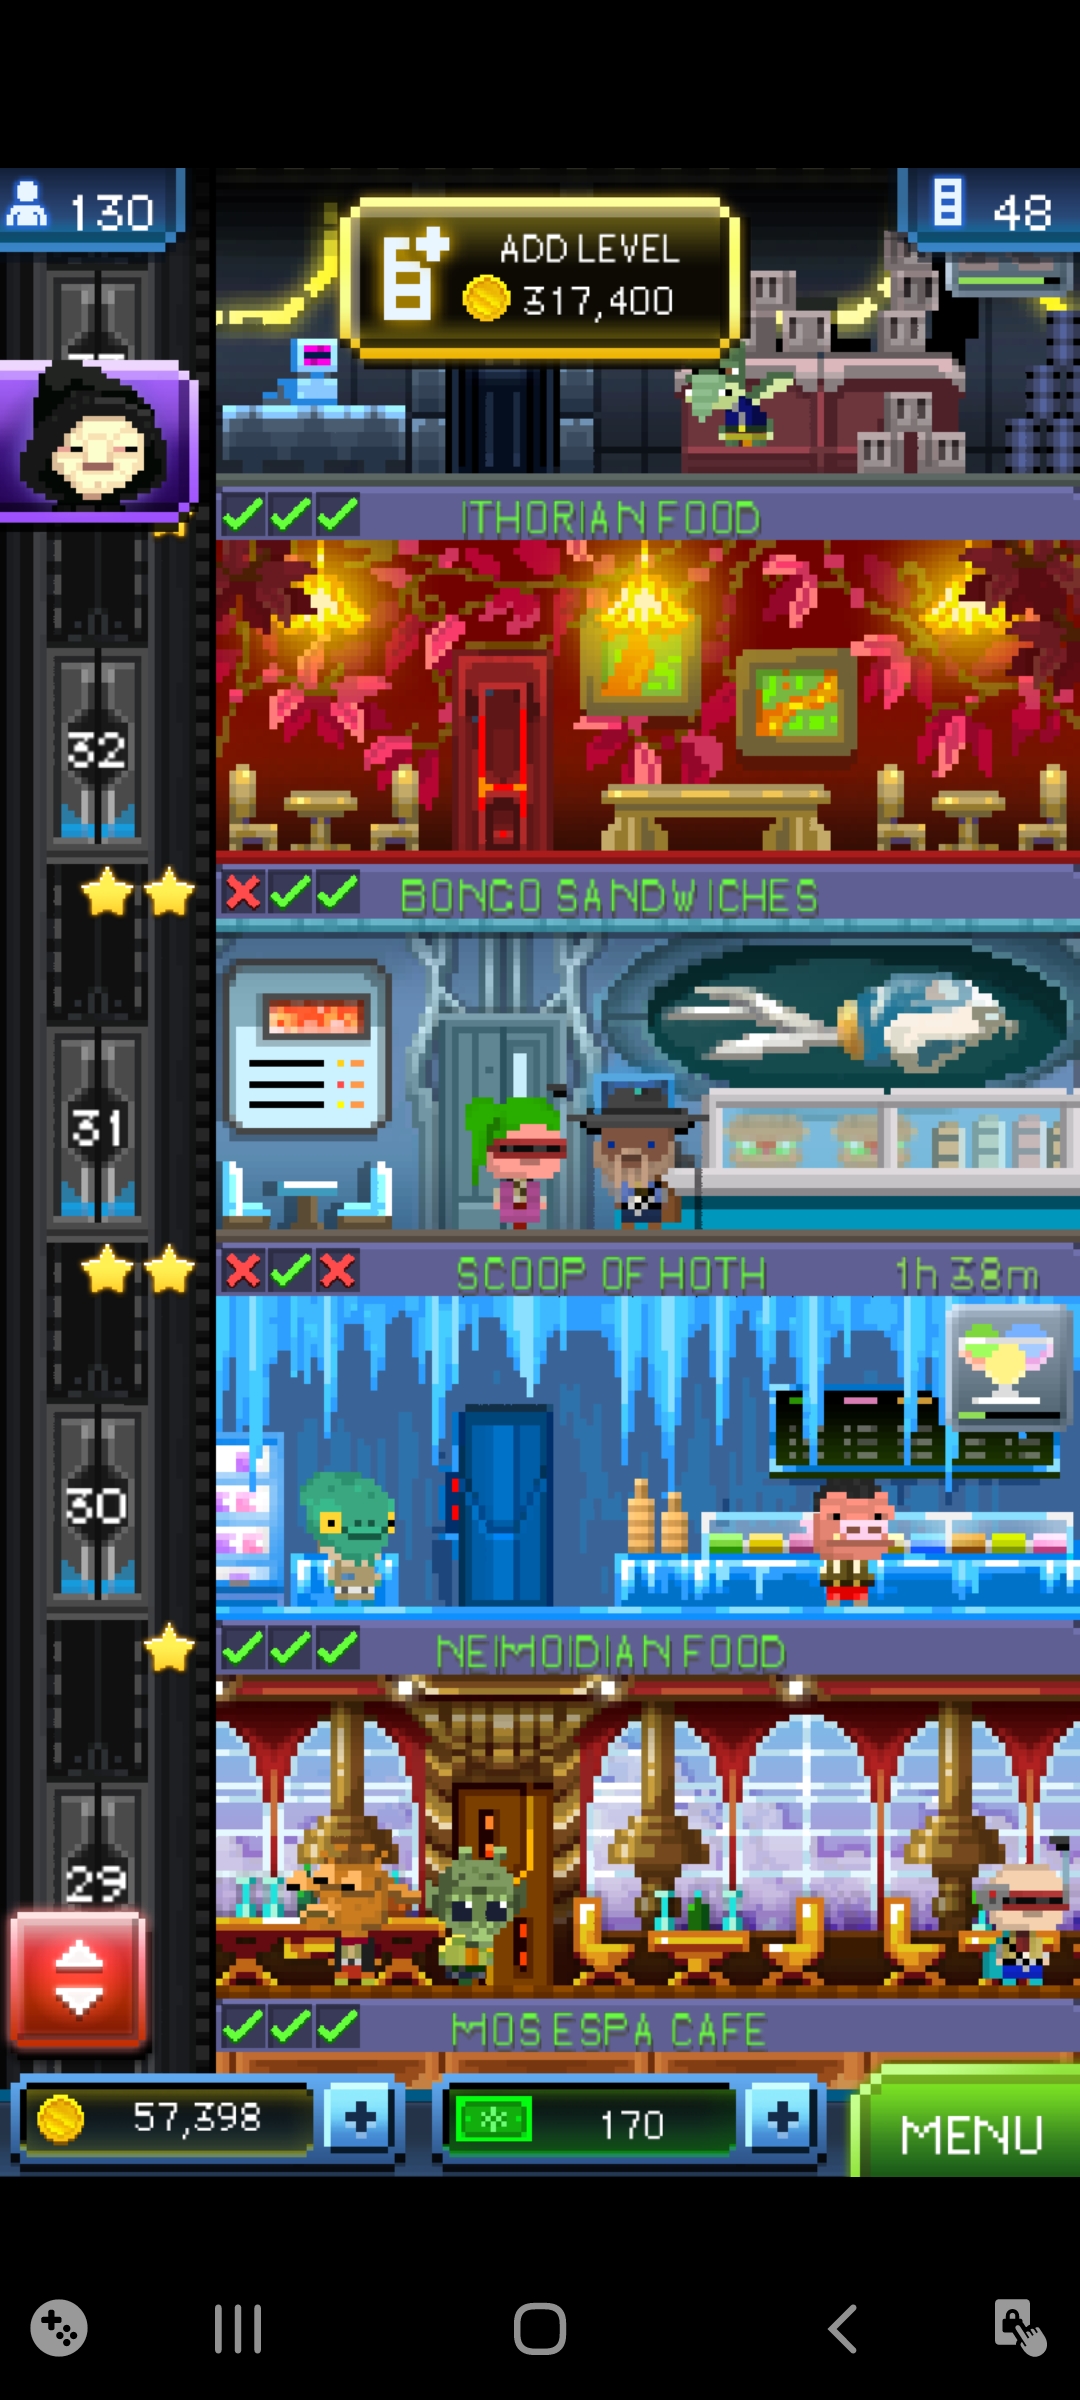 130
ADD LEVEL
317,400
48
ITHORIAN FOOD
32
BONGO SANDWICHES
31
SCOOP OF HOTH
1h 38m
30
NEIMOIDIAN FOOD
29
MOS ESPA CAFE
57,398
170
MENU